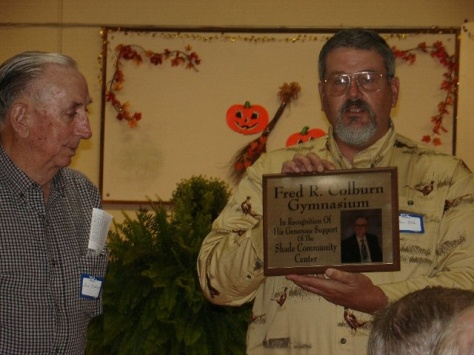 Fred R. Colburn
Gymnasium
In Recognition Of
His Generous Support
Of The
Shade Community
Center